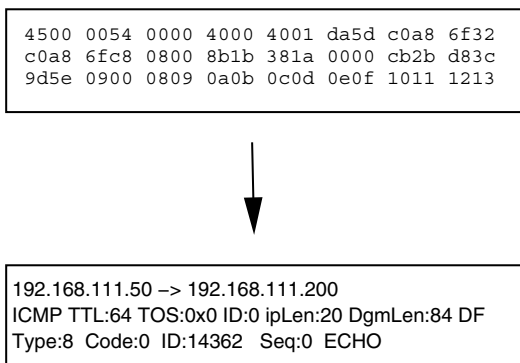 4500 0054 0000 4000 4001 da5d c0a8 6f32
c0a8 6fc8 0800 8b1b 381a 0000 cb2b d83c
9d5e 0900 0809 0a0b 0c0d 0e0f 1011 1213
192.168.111.50 –> 192.168.111.200
ICMP TTL:64 TOS:0x0 ID:0 ipLen:20 DgmLen:84 DF
Type:8 Code:0 ID:14362 Seq:0 ECHO